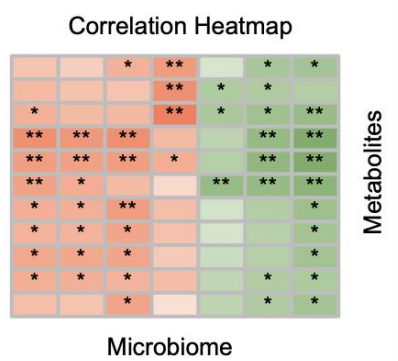 Correlation Heatmap
* ** * *
** * *
* ** * * **
** ** ** ** **
** ** ** * ** **
** * ** ** **
* * ** *
* * * *
* * * *
* * * * *
* * *
Metabolites
Microbiome